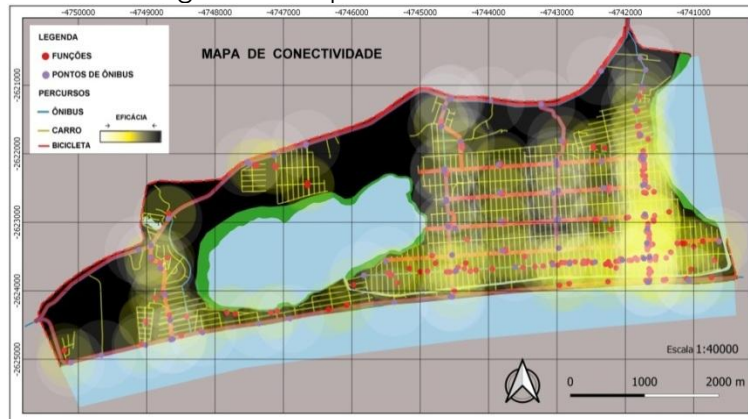 -4750000 -4749000 -4748000 -4747000 -4746000 -4745000 -4744000 -4743000 -4742000 -4741000
LEGENDA
FUNÇÕES
PONTOS DE ÔNIBUS
PERCURSOS
ÔNIBUS
CARRO
BICICLETA
EFICÁCIA
MAPA DE CONECTIVIDADE
-2621000
-2622000
-2623000
-2624000
-2625000
Escala 1:40000
0 1000 2000 m